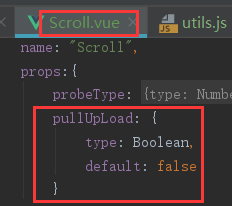 Scroll.vue × utils.js
name: "Scroll",
props:{
probeType: {type: Numbe
pullUpLoad: {
type: Boolean,
default: false
}